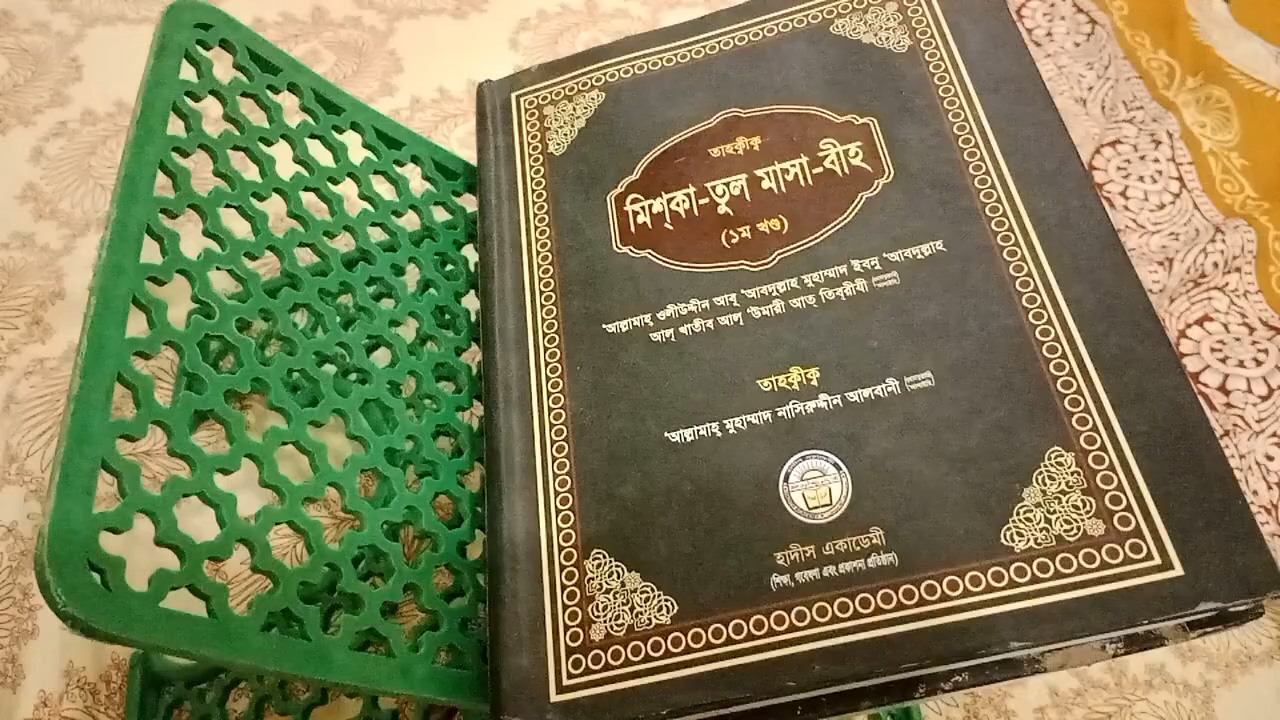 তাহক্বীক্ব
মিশ্কা-তুল মাসা-বীহ
(১ম খণ্ড)
'আল্লামাহ্ ওলীউদ্দীন আবূ 'আবদুল্লাহ মুহাম্মাদ ইবনু 'আবদুল্লাহ
আল্ খাতীব আল্ 'উমারী আত্ তিবরীযী
তাহক্বীক্ব
'আল্লামাহ্ মুহাম্মাদ নাসিরুদ্দীন আলবানী
হাদীস একাডেমী
(শিক্ষা, গবেষণা এবং প্রকাশনা প্রতিষ্ঠান)